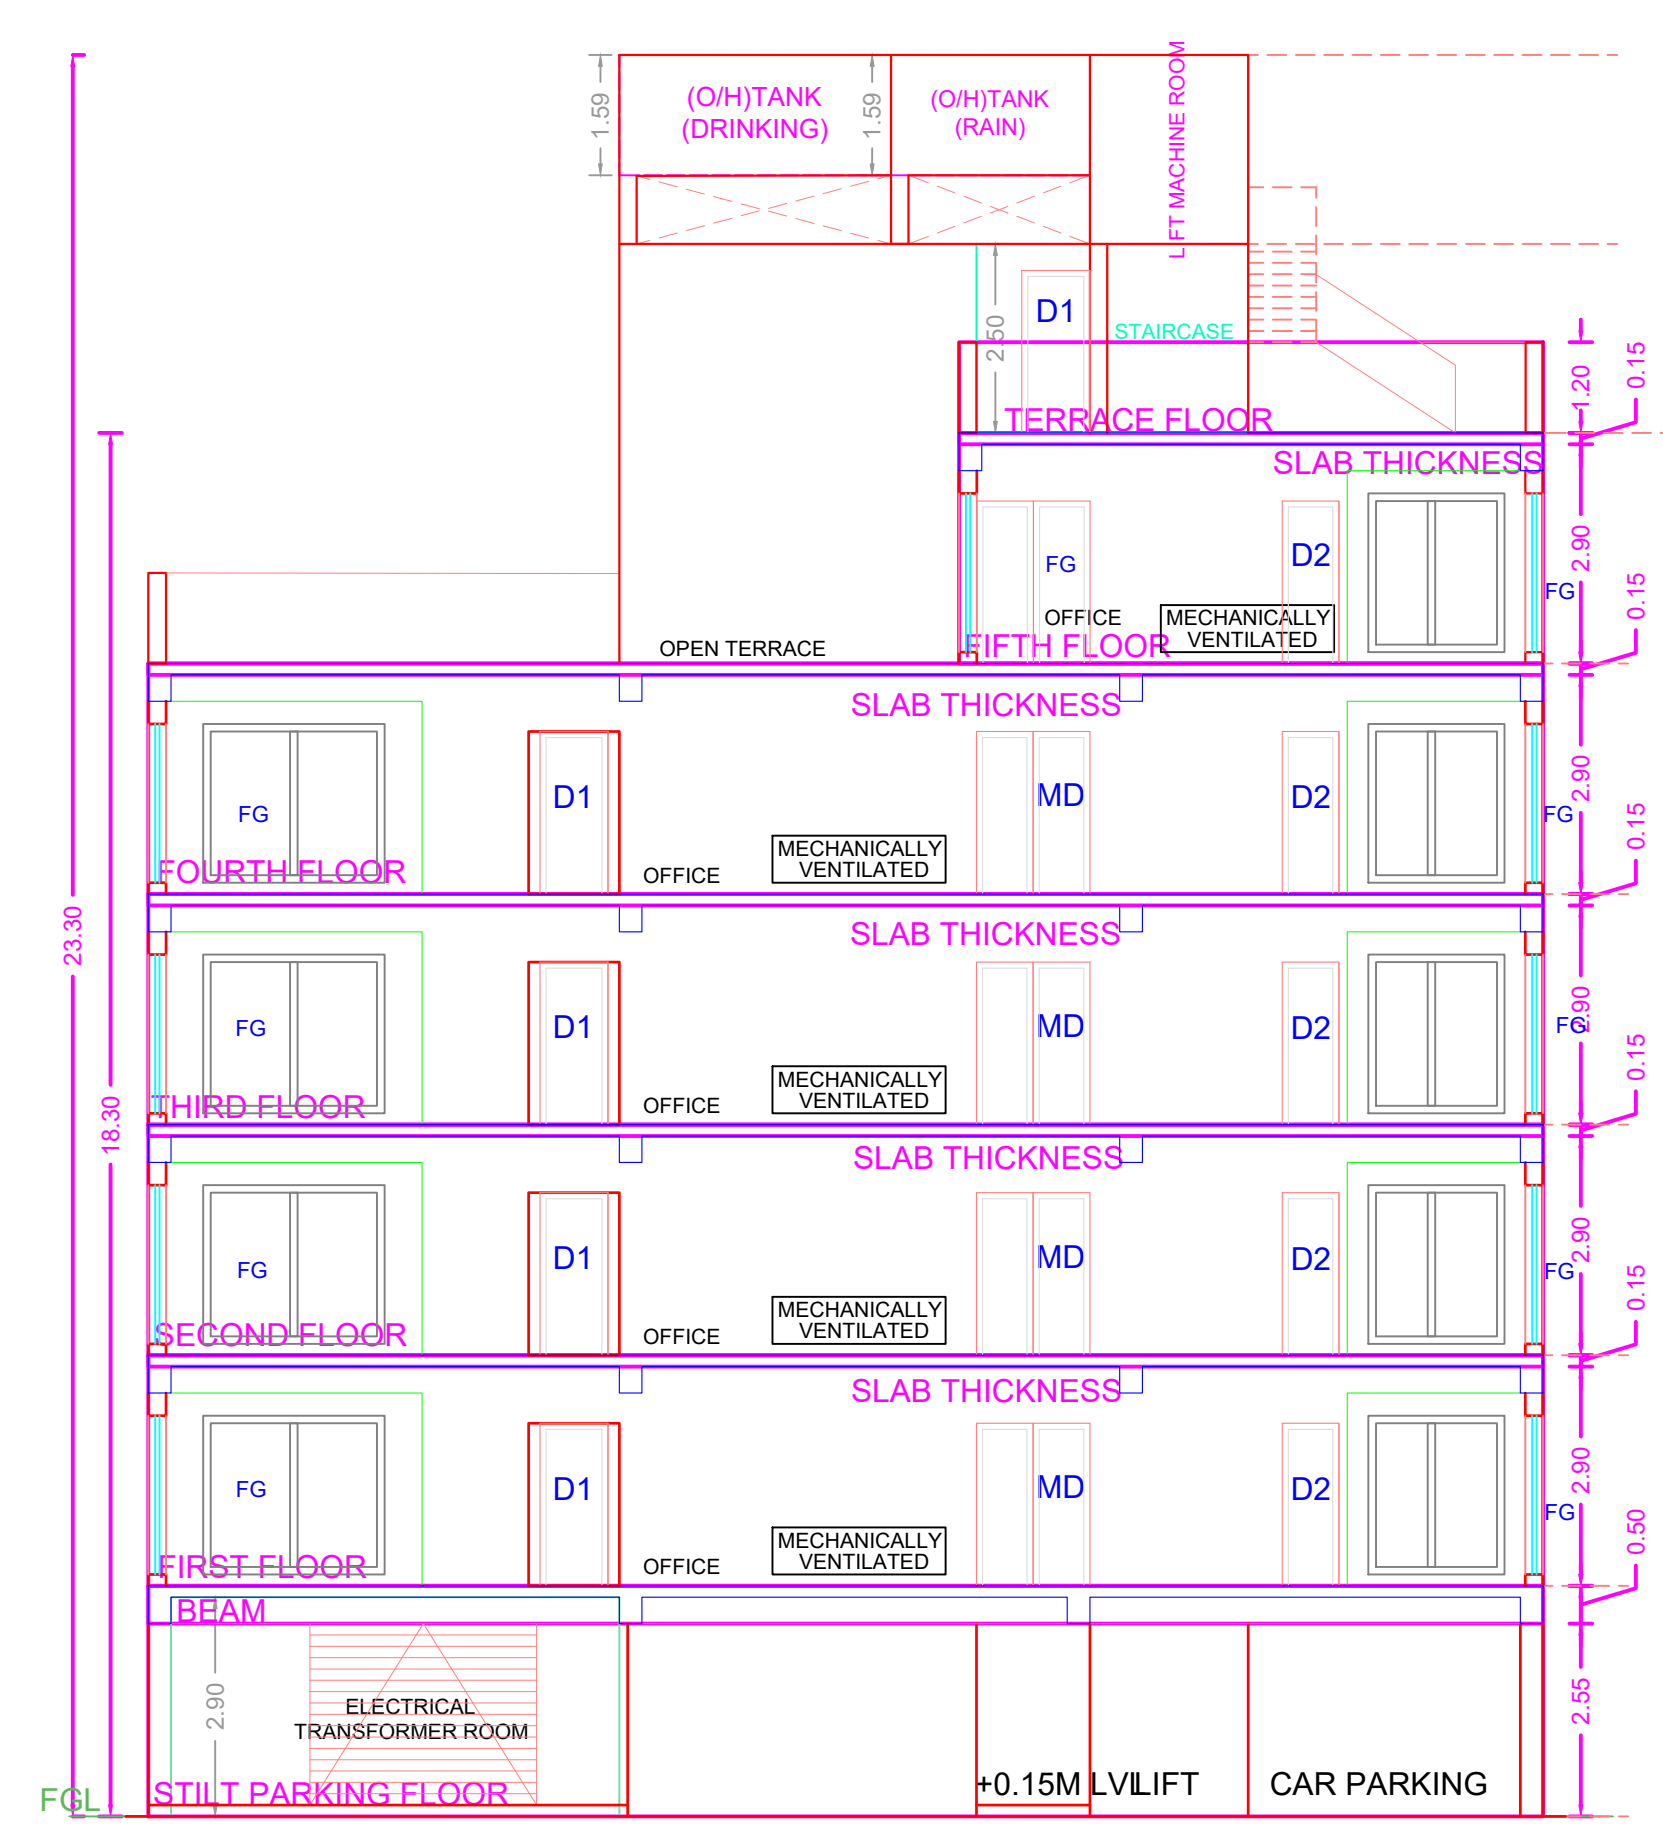 (O/H)TANK
(DRINKING)
1.59
1.59
(O/H)TANK
(RAIN)
LIFT MACHINE ROOM
2.50
D1
STAIRCASE
TERRACE FLOOR
1.20
0.15
SLAB THICKNESS
FG
D2
OFFICE
MECHANICALLY
VENTILATED
FG
2.90
0.15
OPEN TERRACE
FIFTH FLOOR
SLAB THICKNESS
FG
D1
MD
D2
FG
2.90
0.15
FOURTH FLOOR
OFFICE
MECHANICALLY
VENTILATED
SLAB THICKNESS
23.30
FG
D1
MD
D2
FG
2.90
0.15
THIRD FLOOR
OFFICE
MECHANICALLY
VENTILATED
18.30
SLAB THICKNESS
FG
D1
MD
D2
FG
2.90
0.15
SECOND FLOOR
OFFICE
MECHANICALLY
VENTILATED
SLAB THICKNESS
FG
D1
MD
D2
FG
2.90
0.50
FIRST FLOOR
OFFICE
MECHANICALLY
VENTILATED
BEAM
2.90
ELECTRICAL
TRANSFORMER ROOM
2.55
FGL
STILT PARKING FLOOR
+0.15M LVL
LIFT
CAR PARKING